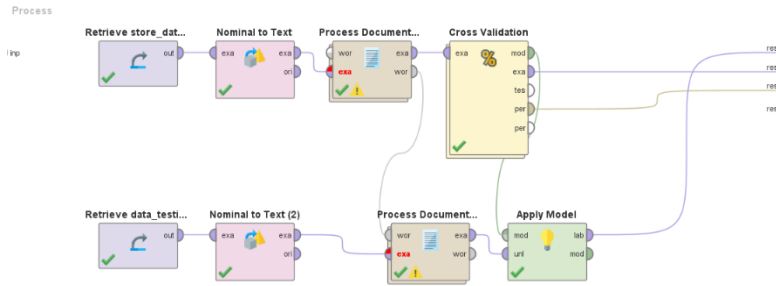 Process
Retrieve store_dat...
Nominal to Text
Process Document...
Cross Validation
inp
out
exa
exa
ori
wor
exa
exa
wor
exa
mod
exa
tes
per
per
res
res
res
res
Retrieve data_testi...
Nominal to Text (2)
Process Document...
Apply Model
out
exa
exa
ori
wor
exa
exa
wor
mod
unl
lab
mod